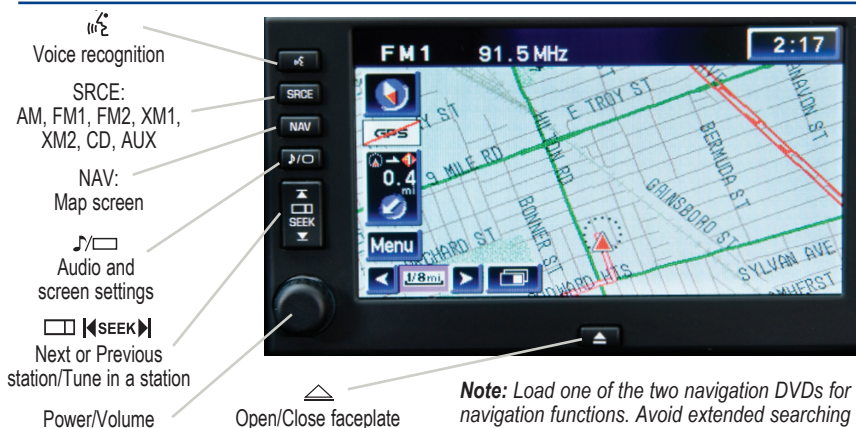 Voice recognition
SRCE:
AM, FM1, FM2, XM1,
XM2, CD, AUX
NAV:
Map screen
♪/▭
Audio and
screen settings
SEEK
Next or Previous
station/Tune in a station
Power/Volume
SRCE
NAV
♪/▭
SEEK
FM1 91.5 MHz 2:17
GPS
0.4
mi
Menu
1/8mi
E TROY ST
Y ST
HILTON RD
9 MILE RD
BERMUDA ST
GAINSBORO ST
BONNER ST
SYLVAN AVE
Open/Close faceplate
Note: Load one of the two navigation DVDs for
navigation functions. Avoid extended searching